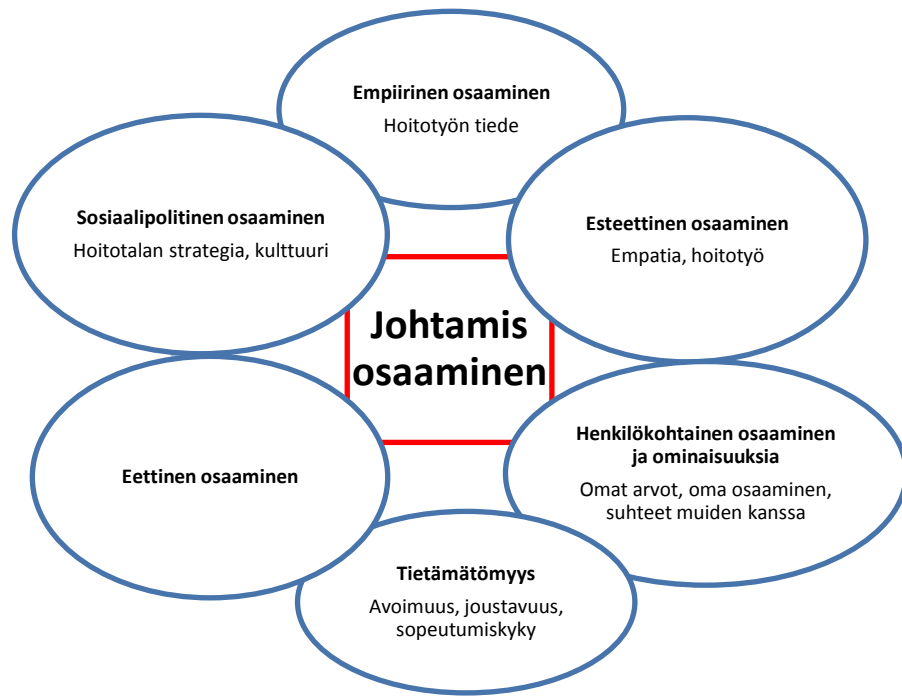 Empiirinen osaaminen
Hoitotyön tiede
Sosiaalipolitinen osaaminen
Hoitotalan strategia, kulttuuri
Esteettinen osaaminen
Empatia, hoitotyö
Johtamis
osaaminen
Henkilökohtainen osaaminen
ja ominaisuuksia
Omat arvot, oma osaaminen,
suhteet muiden kanssa
Eettinen osaaminen
Tietämätömyys
Avoimuus, joustavuus,
sopeutumiskyky